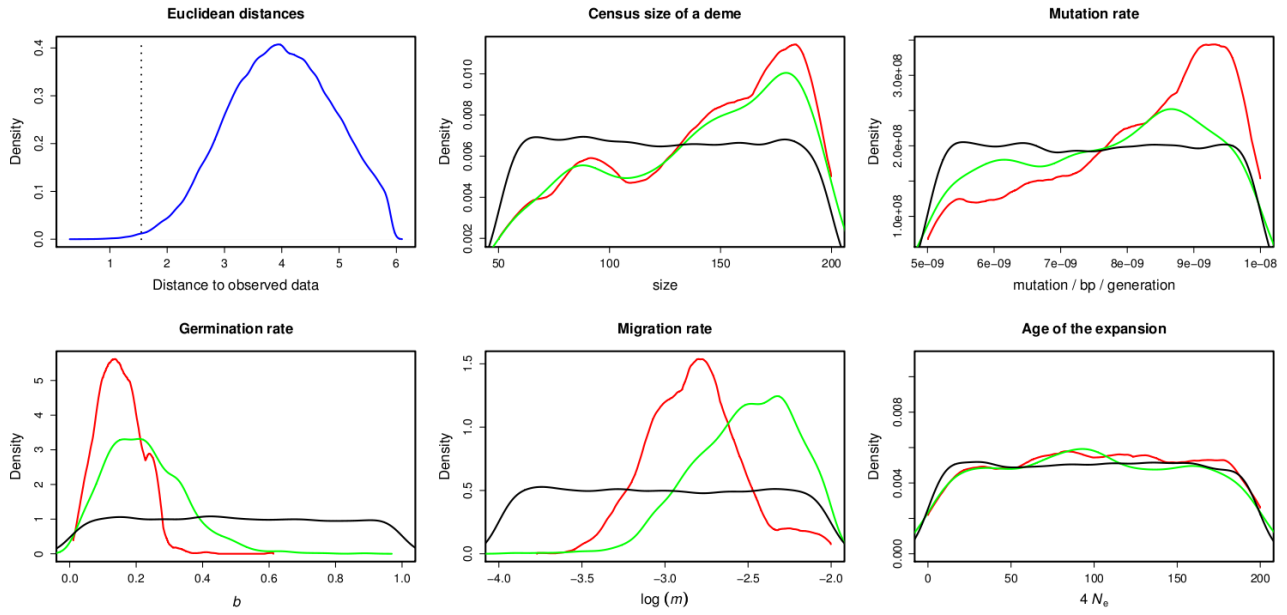 Euclidean distances
Density
0.0 0.1 0.2 0.3 0.4
1 2 3 4 5 6
Distance to observed data
Census size of a deme
Density
0.002 0.004 0.006 0.008 0.010
50 100 150 200
size
Mutation rate
Density
1.0e+08 2.0e+08 3.0e+08
5e−09 6e−09 7e−09 8e−09 9e−09 1e−08
mutation / bp / generation
Germination rate
Density
0 1 2 3 4 5
0.0 0.2 0.4 0.6 0.8 1.0
b
Migration rate
Density
0.0 0.5 1.0 1.5
−4.0 −3.5 −3.0 −2.5 −2.0
log (m)
Age of the expansion
Density
0.000 0.004 0.008
0 50 100 150 200
4 Ne